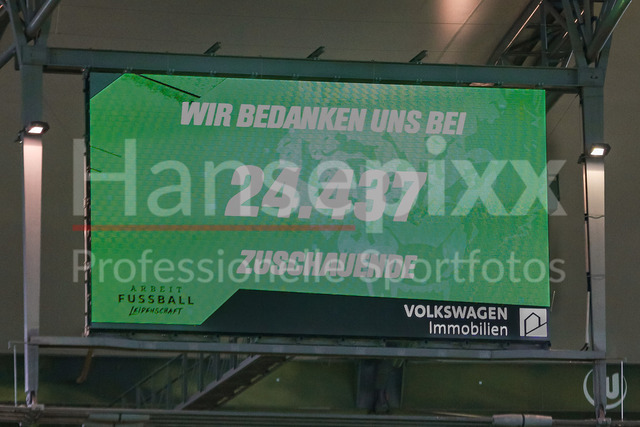 WIR BEDANKEN UNS BEI
Hansepixx
24.437
Professionelle Sportfotos
ZUSCHAUENDE
ARBEIT
FUSSBALL
LEIDENSCHAFT
VOLKSWAGEN
Immobilien